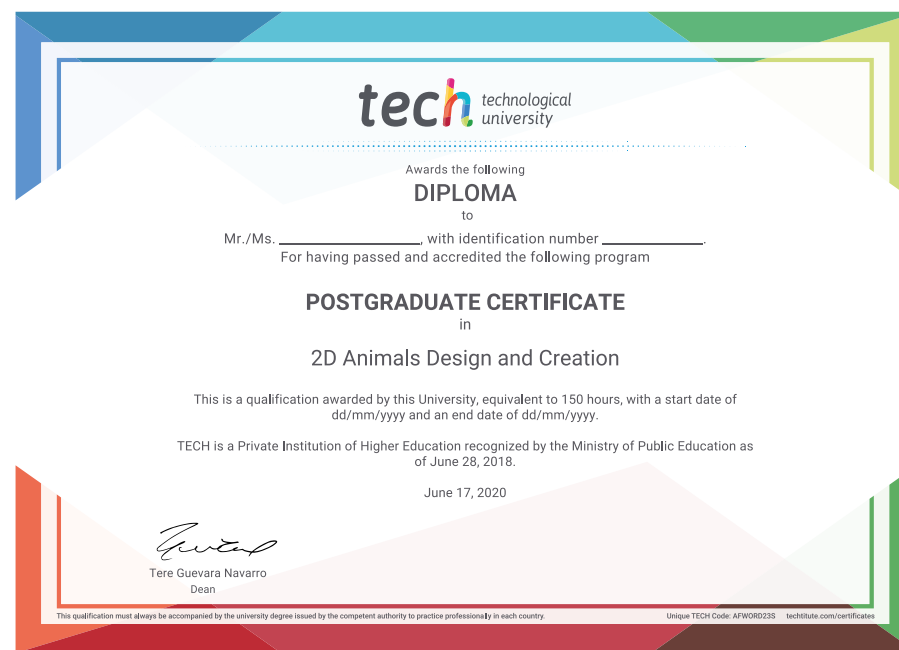 tech technological
university
Awards the following
DIPLOMA
to
Mr./Ms. ____________________, with identification number ______________.
For having passed and accredited the following program
POSTGRADUATE CERTIFICATE
in
2D Animals Design and Creation
This is a qualification awarded by this University, equivalent to 150 hours, with a start date of
dd/mm/yyyy and an end date of dd/mm/yyyy.
TECH is a Private Institution of Higher Education recognized by the Ministry of Public Education as
of June 28, 2018.
June 17, 2020
Tere Guevara Navarro
Dean
This qualification must always be accompanied by the university degree issued by the competent authority to practice professionally in each country. Unique TECH Code: AFWORD23S techtitute.com/certificates